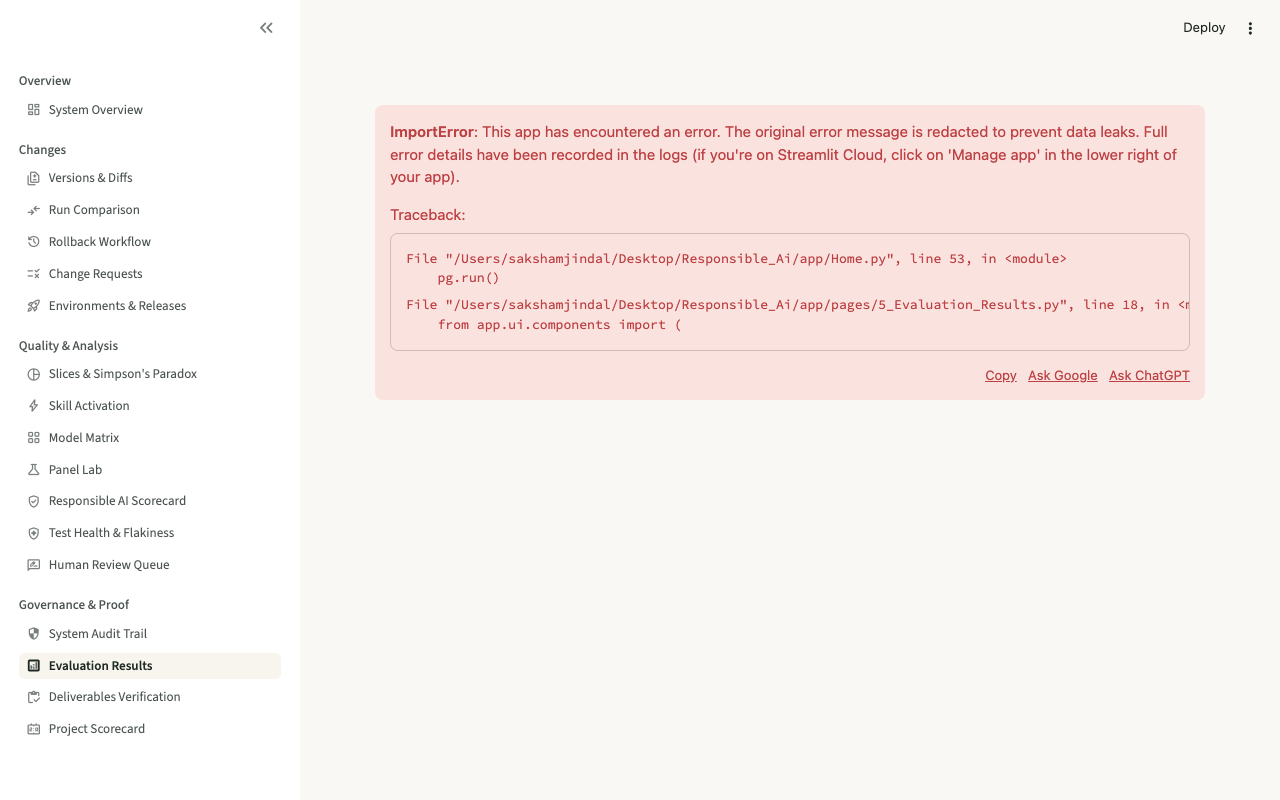 Deploy
Overview
System Overview
Changes
Versions & Diffs
Run Comparison
Rollback Workflow
Change Requests
Environments & Releases
Quality & Analysis
Slices & Simpson's Paradox
Skill Activation
Model Matrix
Panel Lab
Responsible AI Scorecard
Test Health & Flakiness
Human Review Queue
Governance & Proof
System Audit Trail
Evaluation Results
Deliverables Verification
Project Scorecard
ImportError: This app has encountered an error. The original error message is redacted to prevent data leaks. Full
error details have been recorded in the logs (if you're on Streamlit Cloud, click on 'Manage app' in the lower right of
your app).
Traceback:
File "/Users/sakshamjindal/Desktop/Responsible_Ai/app/Home.py", line 53, in <module>
pg.run()
File "/Users/sakshamjindal/Desktop/Responsible_Ai/app/pages/5_Evaluation_Results.py", line 18, in
from app.ui.components import (
Copy Ask Google Ask ChatGPT